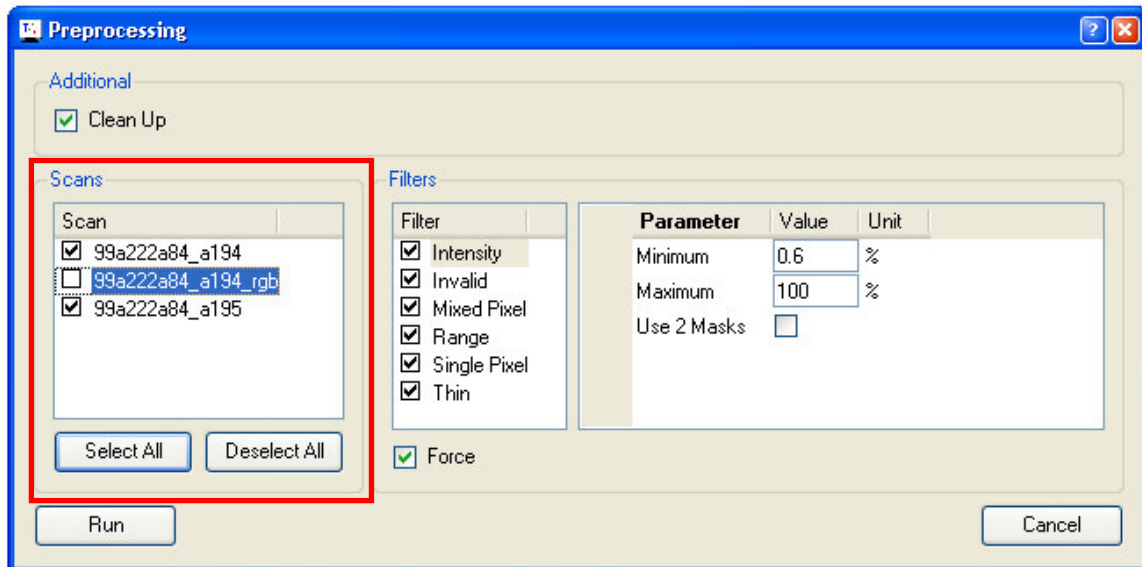 Preprocessing
Additional
Clean Up
Scans
Scan
99a222a84_a194
99a222a84_a194_rgb
99a222a84_a195
Select All
Deselect All
Filters
Filter
Intensity
Invalid
Mixed Pixel
Range
Single Pixel
Thin
Parameter Value Unit
Minimum 0.6 %
Maximum 100 %
Use 2 Masks
Force
Run
Cancel